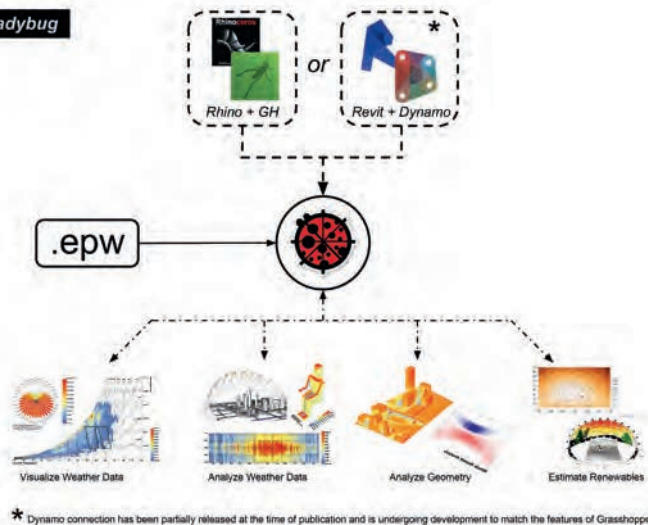 adybug
Rhinoceros
or
*
Rhino + GH
Revit + Dynamo
.epw
Visualize Weather Data
Analyze Weather Data
Analyze Geometry
Estimate Renewables
* Dynamo connection has been partially released at the time of publication and is undergoing development to match the features of Grasshoppe